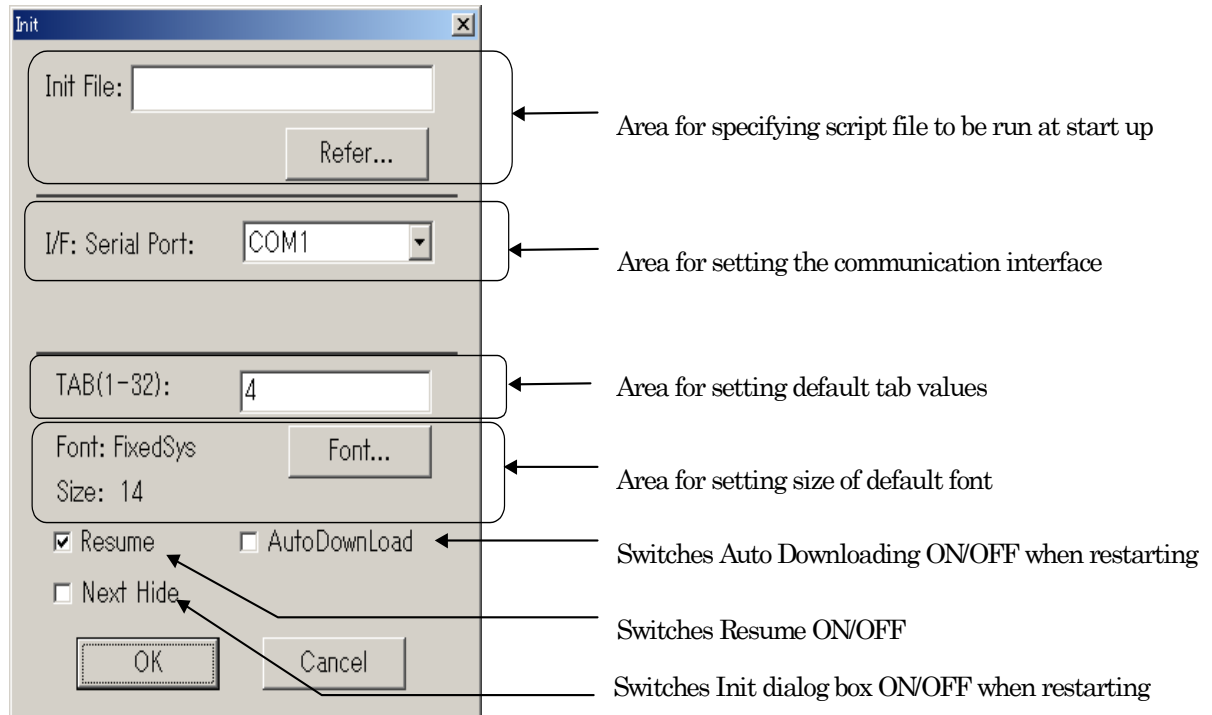 Init
Init File:
Refer...
Area for specifying script file to be run at start up
I/F: Serial Port:
COM1
Area for setting the communication interface
TAB(1-32):
4
Area for setting default tab values
Font: FixedSys
Font...
Size: 14
Area for setting size of default font
Resume
AutoDownLoad
Switches Auto Downloading ON/OFF when restarting
Next Hide
Switches Resume ON/OFF
OK
Cancel
Switches Init dialog box ON/OFF when restarting